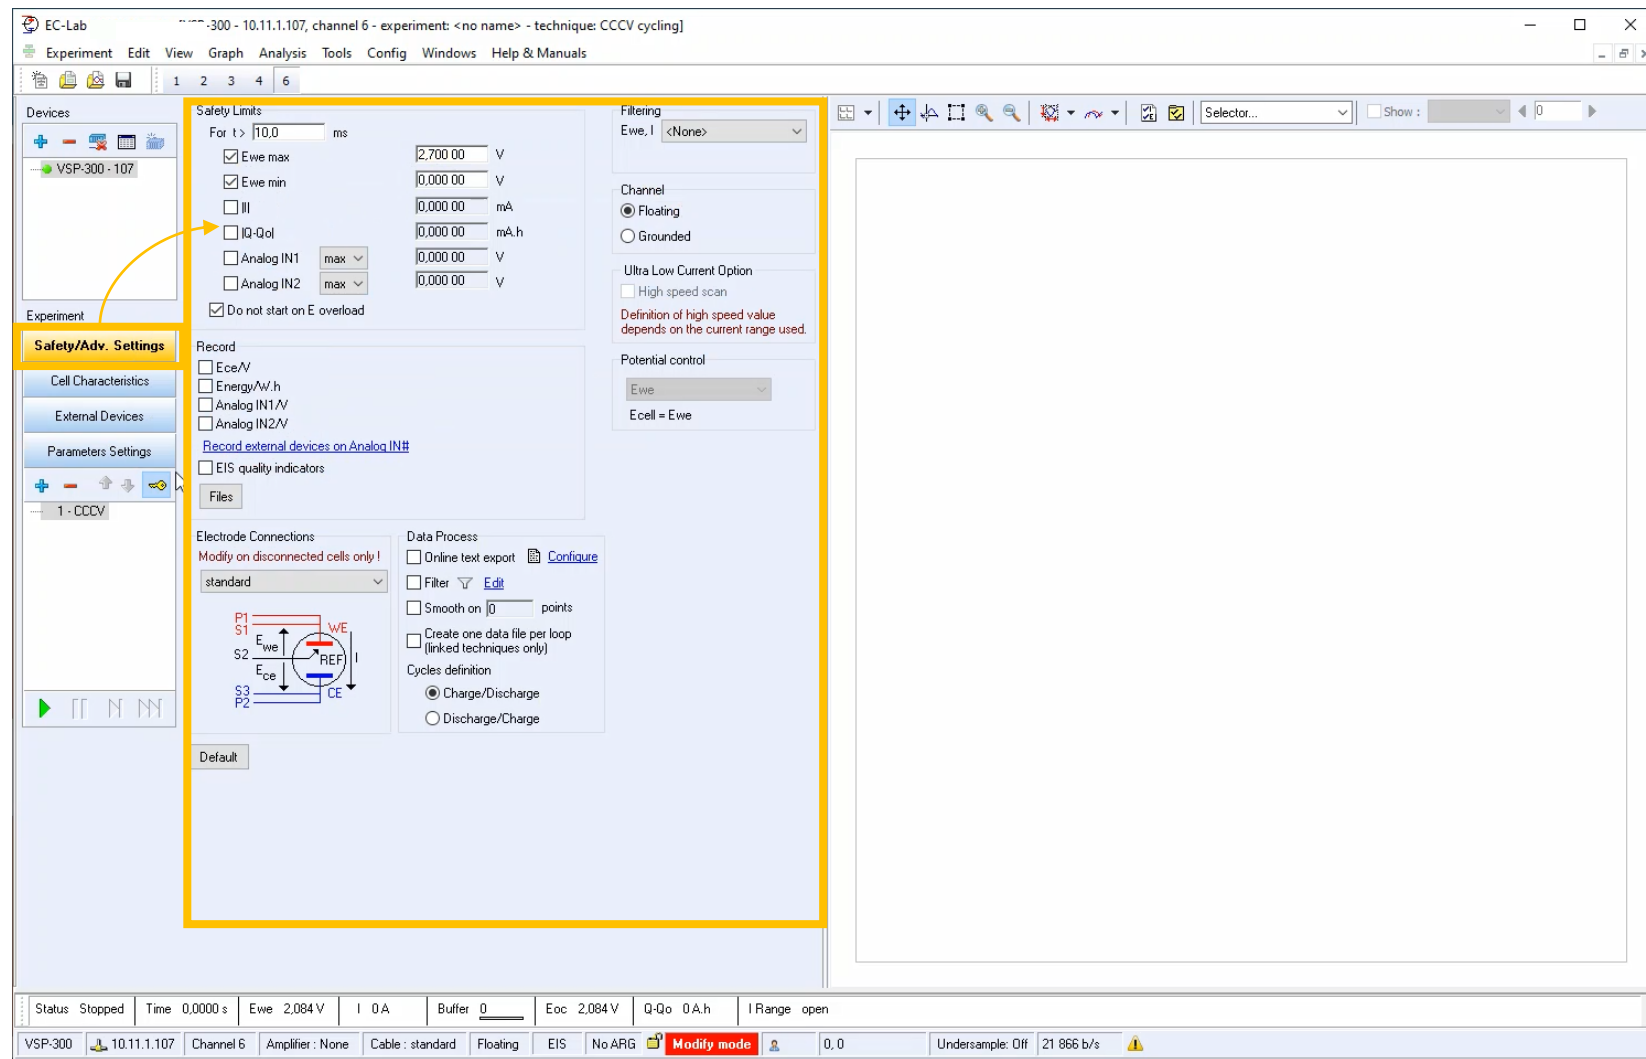 EC-Lab
-300 - 10.11.1.107, channel 6 - experiment: <no name> - technique: CCCV cycling]
Experiment Edit View Graph Analysis Tools Config Windows Help & Manuals
1 2 3 4 6
Devices
VSP-300 - 107
Experiment
Safety/Adv. Settings
Cell Characteristics
External Devices
Parameters Settings
1 - CCCV
Safety Limits
For t > 10,0 ms
Ewe max 2,700 00 V
Ewe min 0,000 00 V
|I| 0,000 00 mA
|Q-Qo| 0,000 00 mA.h
Analog IN1 max 0,000 00 V
Analog IN2 max 0,000 00 V
Do not start on E overload
Record
Ece/V
Energy/W.h
Analog IN1/V
Analog IN2/V
Record external devices on Analog IN#
EIS quality indicators
Files
Electrode Connections
Modify on disconnected cells only !
standard
P1
S1
WE
Ewe
S2
REF
I
Ece
S3
CE
P2
Data Process
Online text export Configure
Filter Edit
Smooth on 0 points
Create one data file per loop
(linked techniques only)
Cycles definition
Charge/Discharge
Discharge/Charge
Default
Filtering
Ewe, I <None>
Channel
Floating
Grounded
Ultra Low Current Option
High speed scan
Definition of high speed value
depends on the current range used.
Potential control
Ewe
Ecell = Ewe
Selector... Show : 0
Status Stopped Time 0,0000 s Ewe 2,084 V I 0 A Buffer 0 Eoc 2,084 V Q-Qo 0 A.h I Range open
VSP-300 10.11.1.107 Channel 6 Amplifier : None Cable : standard Floating EIS No ARG Modify mode 0, 0 Undersample: Off 21 866 b/s